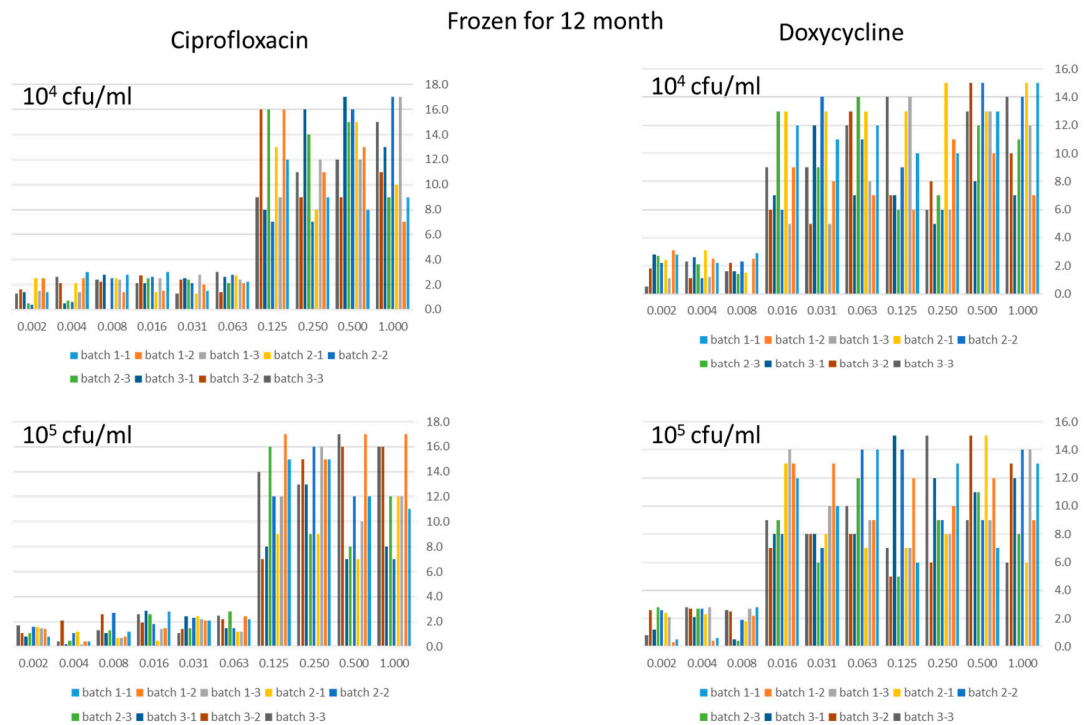 Frozen for 12 month
Ciprofloxacin
Doxycycline
10⁴ cfu/ml
18.0
16.0
14.0
12.0
10.0
8.0
6.0
4.0
2.0
0.0
0.002 0.004 0.008 0.016 0.031 0.063 0.125 0.250 0.500 1.000
batch 1-1 batch 1-2 batch 1-3 batch 2-1 batch 2-2
batch 2-3 batch 3-1 batch 3-2 batch 3-3
10⁴ cfu/ml
16.0
14.0
12.0
10.0
8.0
6.0
4.0
2.0
0.0
0.002 0.004 0.008 0.016 0.031 0.063 0.125 0.250 0.500 1.000
batch 1-1 batch 1-2 batch 1-3 batch 2-1 batch 2-2
batch 2-3 batch 3-1 batch 3-2 batch 3-3
10⁵ cfu/ml
18.0
16.0
14.0
12.0
10.0
8.0
6.0
4.0
2.0
0.0
0.002 0.004 0.008 0.016 0.031 0.063 0.125 0.250 0.500 1.000
batch 1-1 batch 1-2 batch 1-3 batch 2-1 batch 2-2
batch 2-3 batch 3-1 batch 3-2 batch 3-3
10⁵ cfu/ml
16.0
14.0
12.0
10.0
8.0
6.0
4.0
2.0
0.0
0.002 0.004 0.008 0.016 0.031 0.063 0.125 0.250 0.500 1.000
batch 1-1 batch 1-2 batch 1-3 batch 2-1 batch 2-2
batch 2-3 batch 3-1 batch 3-2 batch 3-3